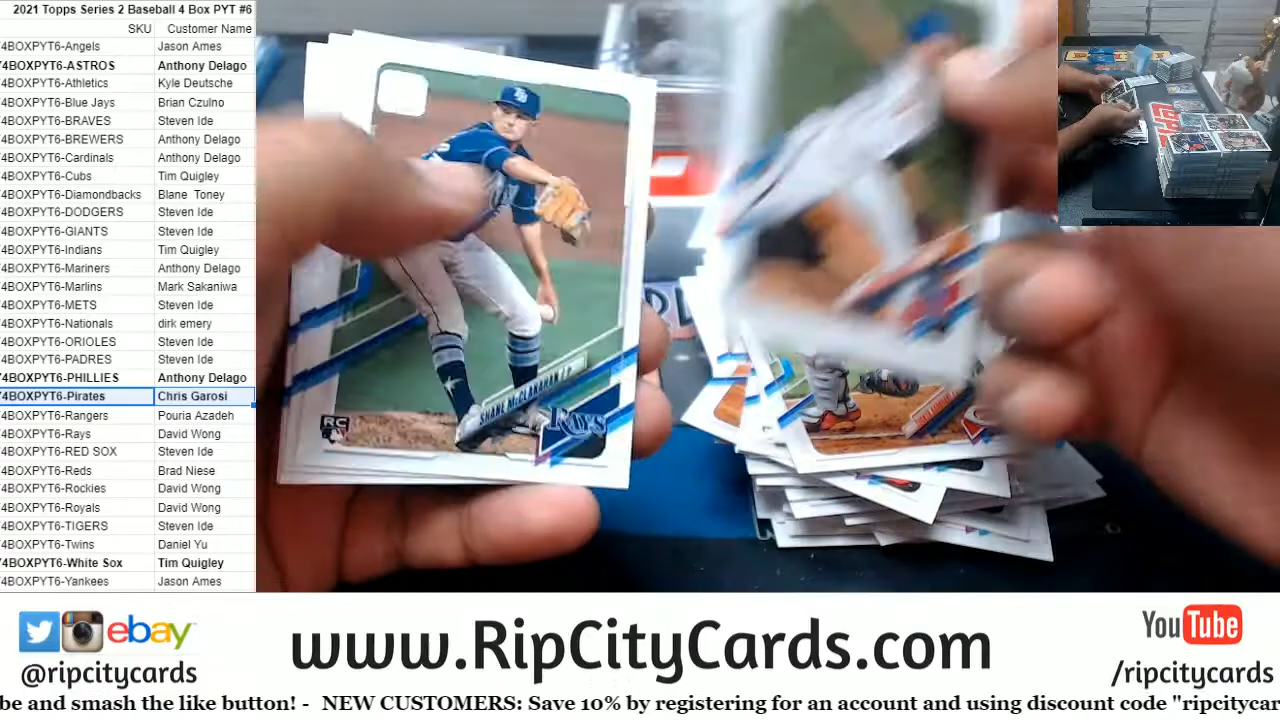 2021 Topps Series 2 Baseball 4 Box PYT #6
SKU Customer Name
4BOXPYT6-Angels Jason Ames
4BOXPYT6-ASTROS Anthony Delago
4BOXPYT6-Athletics Kyle Deutsche
4BOXPYT6-Blue Jays Brian Czulno
4BOXPYT6-BRAVES Steven Ide
4BOXPYT6-BREWERS Anthony Delago
4BOXPYT6-Cardinals Anthony Delago
4BOXPYT6-Cubs Tim Quigley
4BOXPYT6-Diamondbacks Blane Toney
4BOXPYT6-DODGERS Steven Ide
4BOXPYT6-GIANTS Steven Ide
4BOXPYT6-Indians Tim Quigley
4BOXPYT6-Mariners Anthony Delago
4BOXPYT6-Marlins Mark Sakaniwa
4BOXPYT6-METS Steven Ide
4BOXPYT6-Nationals dirk emery
4BOXPYT6-ORIOLES Steven Ide
4BOXPYT6-PADRES Steven Ide
4BOXPYT6-PHILLIES Anthony Delago
4BOXPYT6-Pirates Chris Garosi
4BOXPYT6-Rangers Pouria Azadeh
4BOXPYT6-Rays David Wong
4BOXPYT6-RED SOX Steven Ide
4BOXPYT6-Reds Brad Niese
4BOXPYT6-Rockies David Wong
4BOXPYT6-Royals David Wong
4BOXPYT6-TIGERS Steven Ide
4BOXPYT6-Twins Daniel Yu
4BOXPYT6-White Sox Tim Quigley
4BOXPYT6-Yankees Jason Ames
TB
SHANE McCLANAHAN LP
RAYS
RC
ebay
@ripcitycards
www.RipCityCards.com
YouTube
/ripcitycards
be and smash the like button! - NEW CUSTOMERS: Save 10% by registering for an account and using discount code "ripcitycar